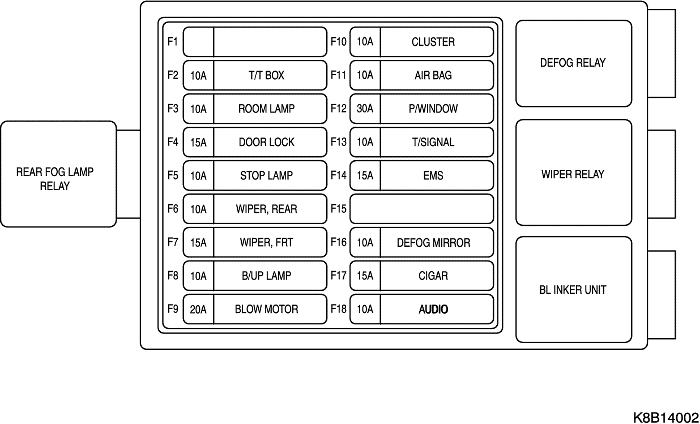 F1
F10 10A CLUSTER
F2 10A T/T BOX
F11 10A AIR BAG
F3 10A ROOM LAMP
F12 30A P/WINDOW
F4 15A DOOR LOCK
F13 10A T/SIGNAL
F5 10A STOP LAMP
F14 15A EMS
F6 10A WIPER, REAR
F15
F7 15A WIPER, FRT
F16 10A DEFOG MIRROR
F8 10A B/UP LAMP
F17 15A CIGAR
F9 20A BLOW MOTOR
F18 10A AUDIO
REAR FOG LAMP
RELAY
DEFOG RELAY
WIPER RELAY
BL INKER UNIT
K8B14002